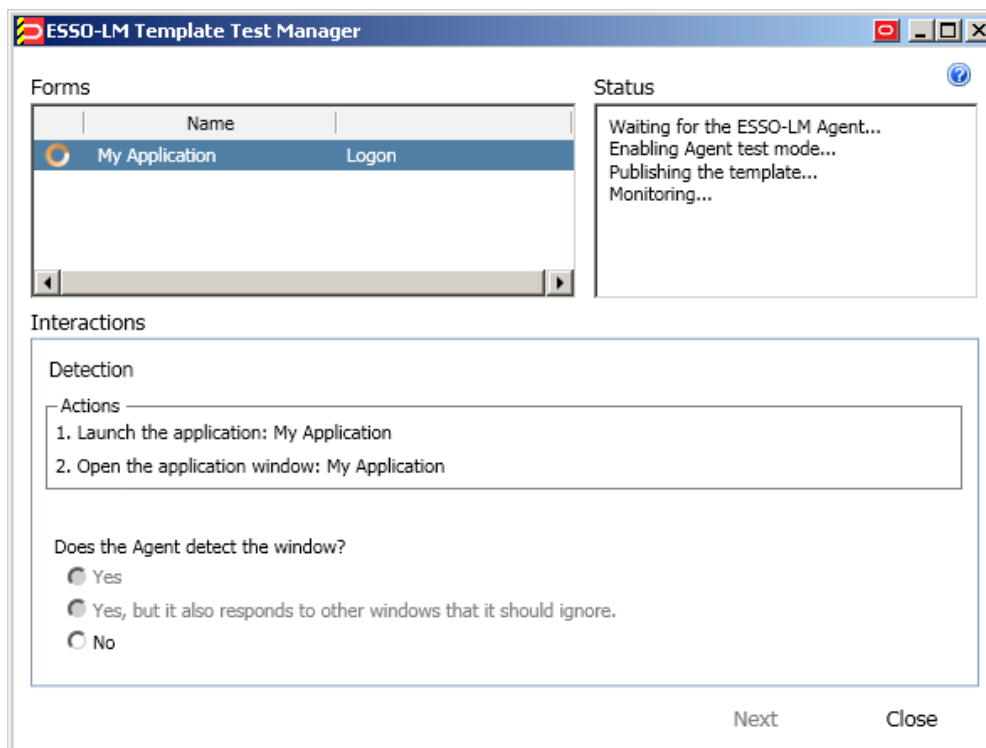 ESSO-LM Template Test Manager
Forms
Status
Name
My Application Logon
Waiting for the ESSO-LM Agent...
Enabling Agent test mode...
Publishing the template...
Monitoring...
Interactions
Detection
Actions
1. Launch the application: My Application
2. Open the application window: My Application
Does the Agent detect the window?
Yes
Yes, but it also responds to other windows that it should ignore.
No
Next Close